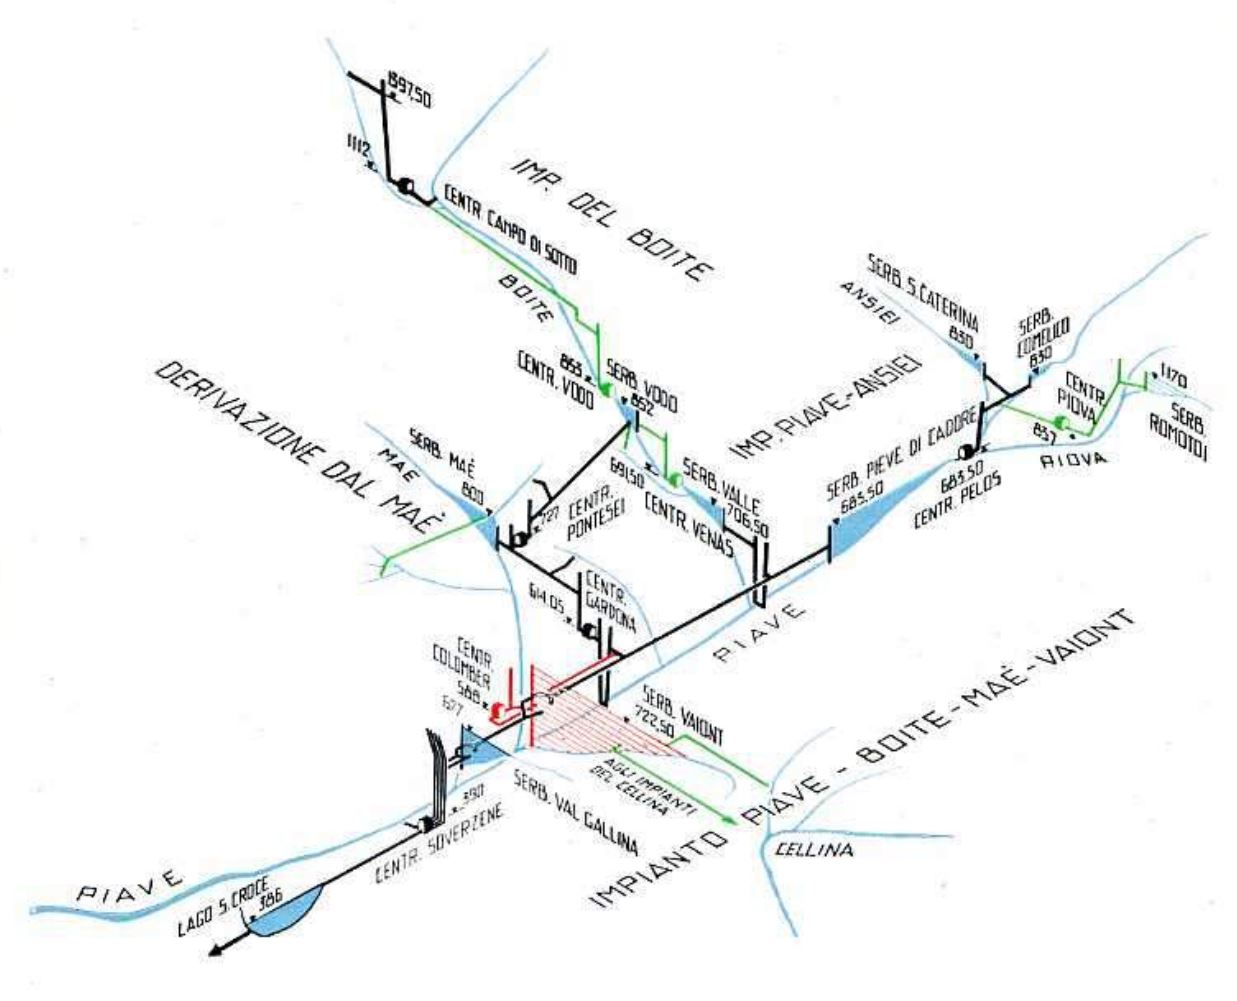 1397,50
1112
CENTR. CAMPO DI SOTTO
IMP. DEL BOITE
BOITE
853
CENTR. VODO
SERB. VODO
852
DERIVAZIONE DAL MAÈ
MAE
SERB. MAÈ
800
727
CENTR.
PONTESEI
691,50
SERB. VALLE
706,50
CENTR. VENAS
IMP. PIAVE-ANSIEI
ANSIEI
SERB. S. CATERINA
830
SERB.
COMELICO
830
CENTR.
PIOVA
837
1170
SERB.
ROMOTOI
PIOVA
SERB. PIEVE DI CADORE
683,50
683,50
CENTR. PELOS
CENTR.
GARDONA
614,05
PIAVE
CENTR.
COLOMBER
588
677
SERB. VAIONT
722,50
AGLI IMPIANTI
DEL CELLINA
SERB. VAL GALLINA
390
CENTR. SOVERZENE
IMPIANTO PIAVE - BOITE - MAÈ - VAIONT
CELLINA
PIAVE
LAGO S. CROCE
386